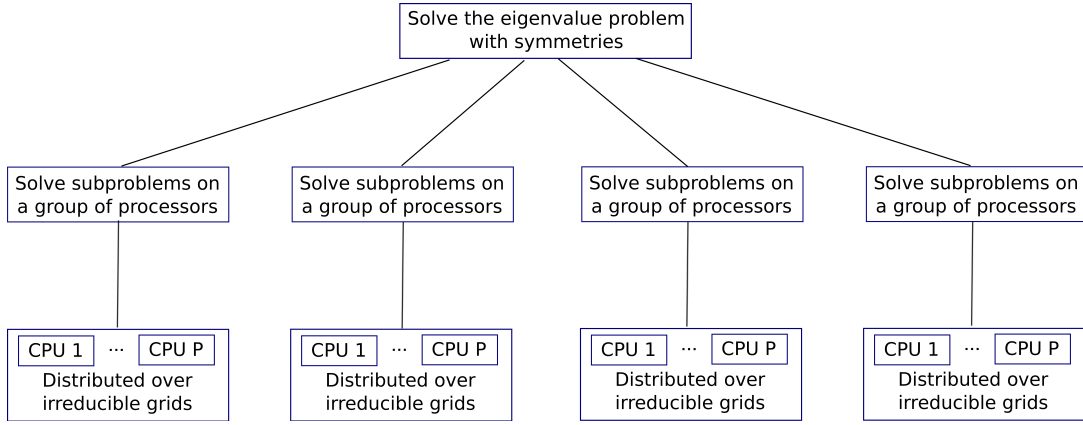 Solve the eigenvalue problem
with symmetries
Solve subproblems on
a group of processors
Solve subproblems on
a group of processors
Solve subproblems on
a group of processors
Solve subproblems on
a group of processors
CPU 1 ... CPU P
Distributed over
irreducible grids
CPU 1 ... CPU P
Distributed over
irreducible grids
CPU 1 ... CPU P
Distributed over
irreducible grids
CPU 1 ... CPU P
Distributed over
irreducible grids